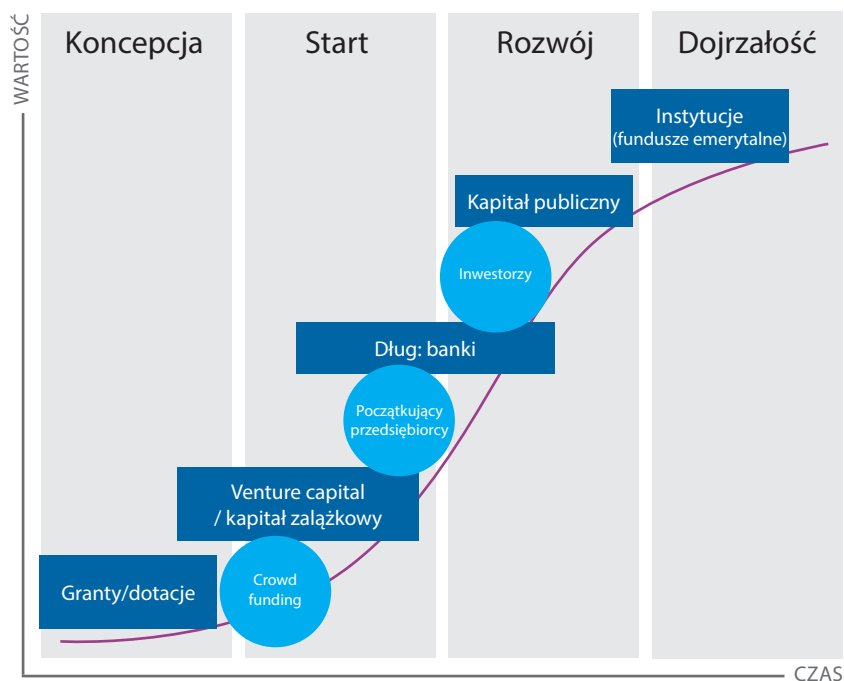 WARTOŚĆ
Koncepcja
Start
Rozwój
Dojrzałość
Instytucje
(fundusze emerytalne)
Kapitał publiczny
Inwestorzy
Dług: banki
Początkujący
przedsiębiorcy
Venture capital
/ kapitał zalążkowy
Granty/dotacje
Crowd
funding
CZAS